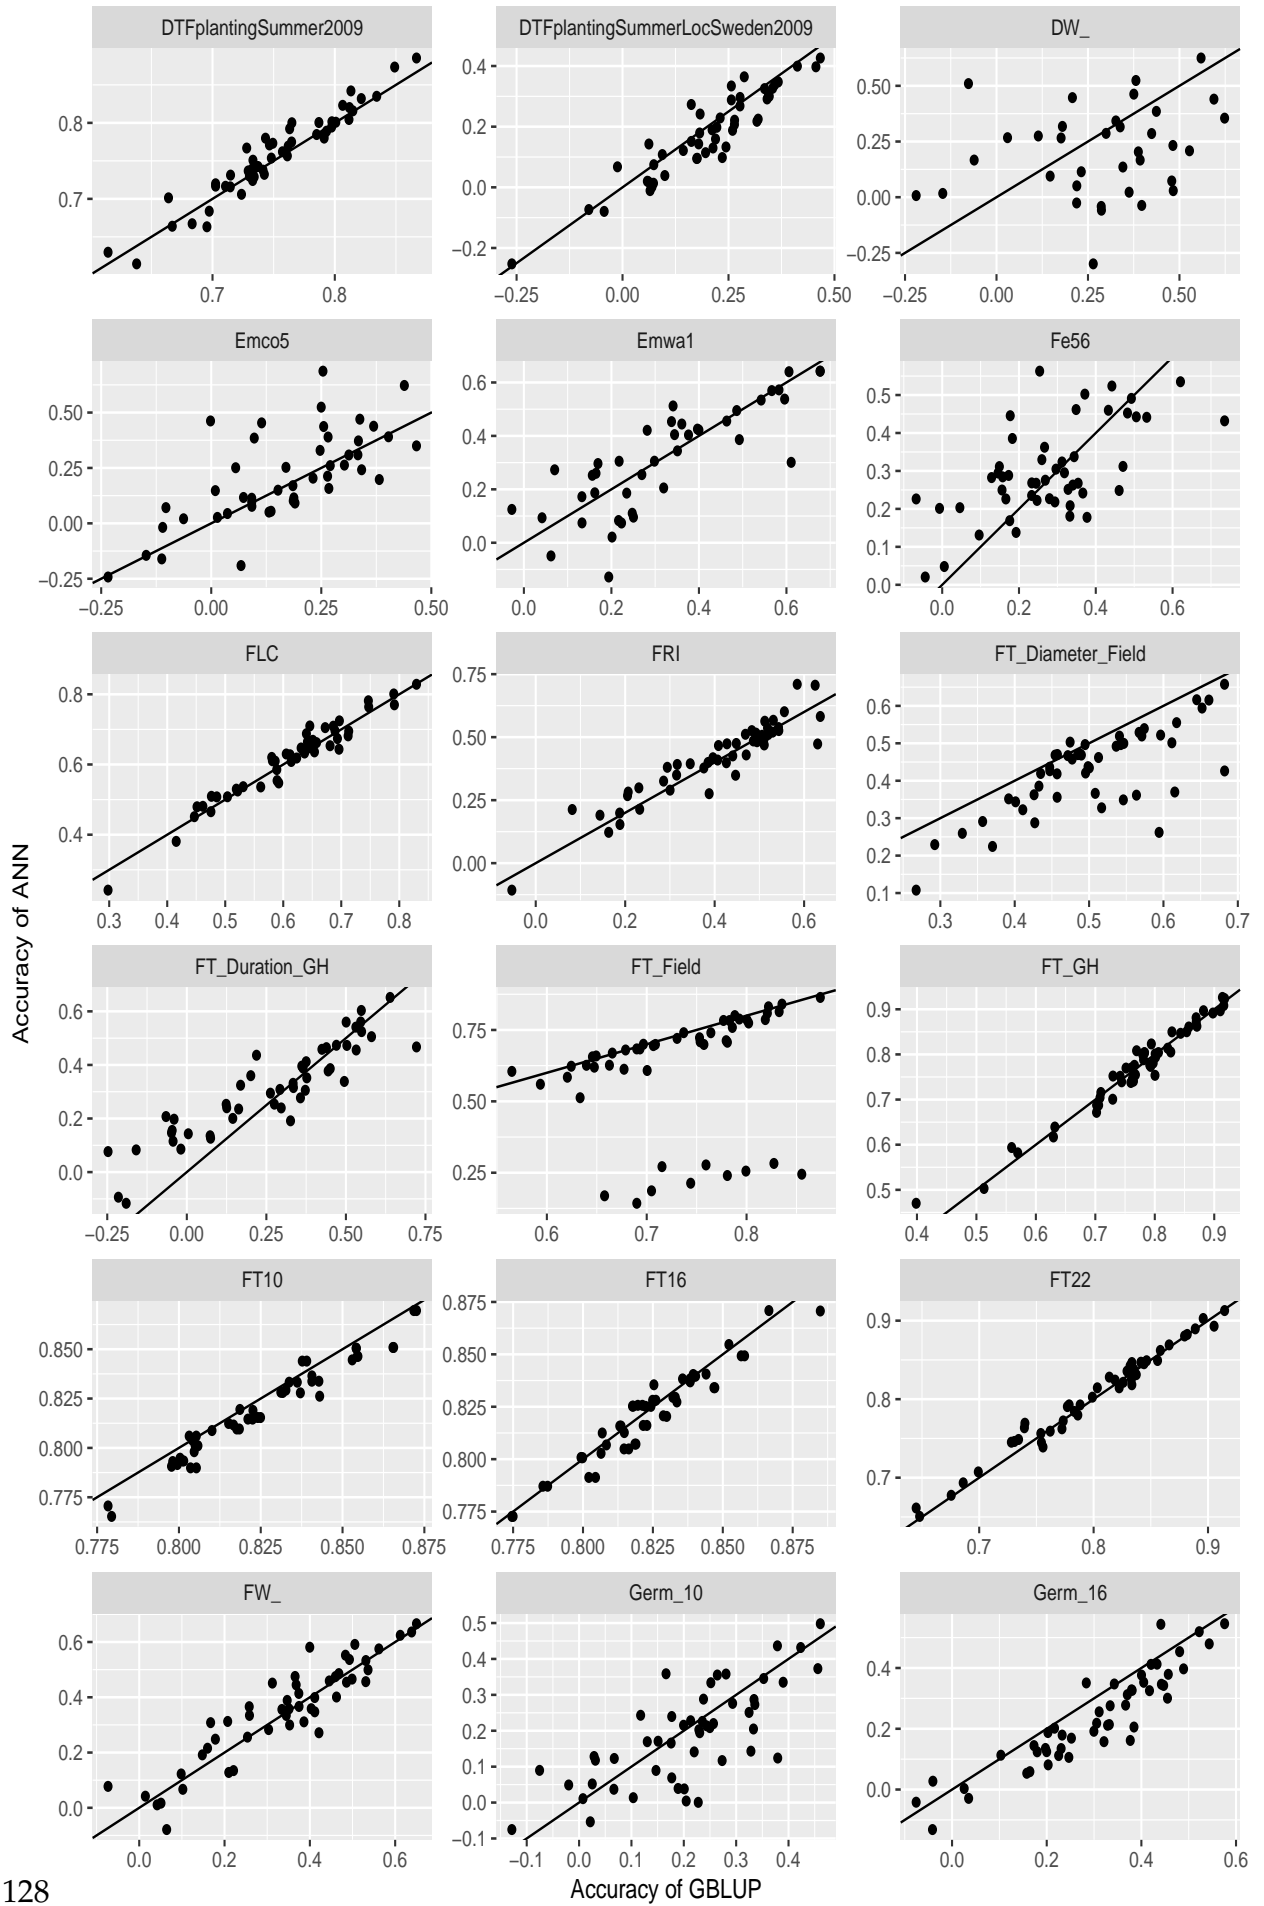 DTFplantingSummer2009 DTFplantingSummerLocSweden2009 DW_
0.8 0.7
0.7 0.8
0.4 0.2 0.0 −0.2
−0.25 0.00 0.25 0.50
0.50 0.25 0.00 −0.25
−0.25 0.00 0.25 0.50
Emco5 Emwa1 Fe56
0.50 0.25 0.00 −0.25
−0.25 0.00 0.25 0.50
0.6 0.4 0.2 0.0
0.0 0.2 0.4 0.6
0.5 0.4 0.3 0.2 0.1 0.0
0.0 0.2 0.4 0.6
FLC FRI FT_Diameter_Field
0.8 0.6 0.4
0.3 0.4 0.5 0.6 0.7 0.8
0.75 0.50 0.25 0.00
0.0 0.2 0.4 0.6
0.6 0.5 0.4 0.3 0.2 0.1
0.3 0.4 0.5 0.6 0.7
Accuracy of ANN
FT_Duration_GH FT_Field FT_GH
0.6 0.4 0.2 0.0
−0.25 0.00 0.25 0.50 0.75
0.75 0.50 0.25
0.6 0.7 0.8
0.9 0.8 0.7 0.6 0.5
0.4 0.5 0.6 0.7 0.8 0.9
FT10 FT16 FT22
0.850 0.825 0.800 0.775
0.775 0.800 0.825 0.850 0.875
0.875 0.850 0.825 0.800 0.775
0.775 0.800 0.825 0.850 0.875
0.9 0.8 0.7
0.7 0.8 0.9
FW_ Germ_10 Germ_16
0.6 0.4 0.2 0.0
0.0 0.2 0.4 0.6
0.5 0.4 0.3 0.2 0.1 0.0 −0.1
−0.1 0.0 0.1 0.2 0.3 0.4
0.4 0.2 0.0
0.0 0.2 0.4 0.6
Accuracy of GBLUP
128